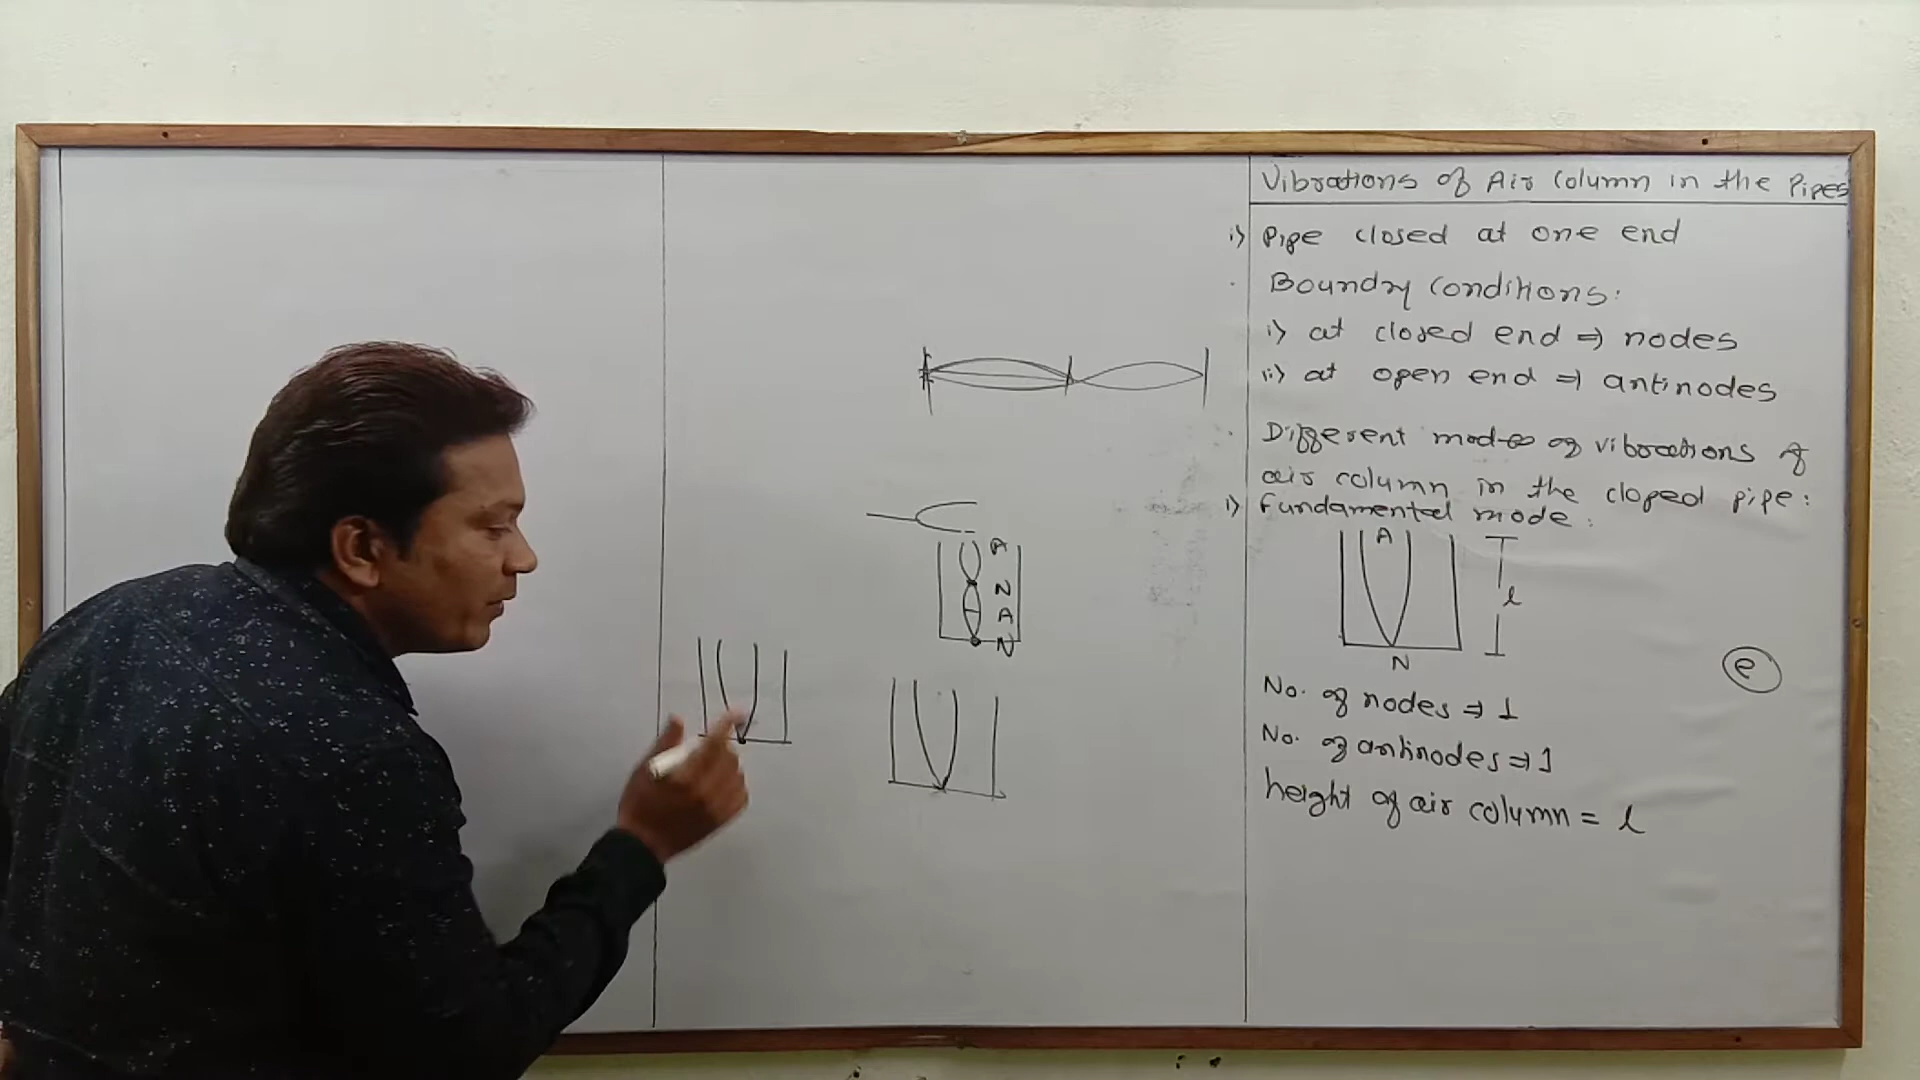 Vibrations of Air Column in the Pipes
i) Pipe closed at one end
Boundry Conditions:
i) at closed end ⇒ nodes
ii) at open end ⇒ antinodes
Different modes of vibrations of
air column in the closed pipe:
i) Fundamental mode:
A
N
l
e
No. of nodes ⇒ 1
No. of antinodes ⇒ 1
height of air column = l
A
N
A
N